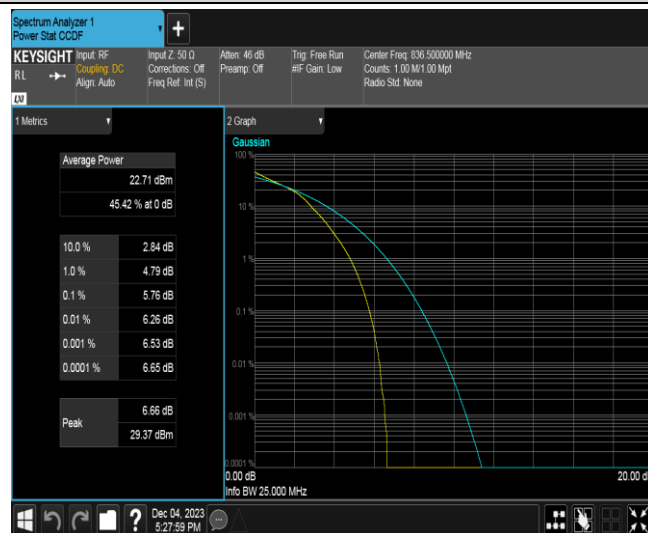 Spectrum Analyzer 1
Power Stat CCDF
+
KEYSIGHT
RL
LXI
Input: RF
Coupling: DC
Align: Auto
Input Z: 50 Ω
Corrections: Off
Freq Ref: Int (S)
Atten: 46 dB
Preamp: Off
Trig: Free Run
#IF Gain: Low
Center Freq: 836.500000 MHz
Counts: 1.00 M/1.00 Mpt
Radio Std: None
1 Metrics
Average Power
22.71 dBm
45.42 % at 0 dB
10.0 % 2.84 dB
1.0 % 4.79 dB
0.1 % 5.76 dB
0.01 % 6.26 dB
0.001 % 6.53 dB
0.0001 % 6.65 dB
Peak
6.66 dB
29.37 dBm
2 Graph
Gaussian
100 %
10 %
1 %
0.1 %
0.01 %
0.001 %
0.0001 %
0.00 dB
20.00 d
Info BW 25.000 MHz
?
Dec 04, 2023
5:27:59 PM